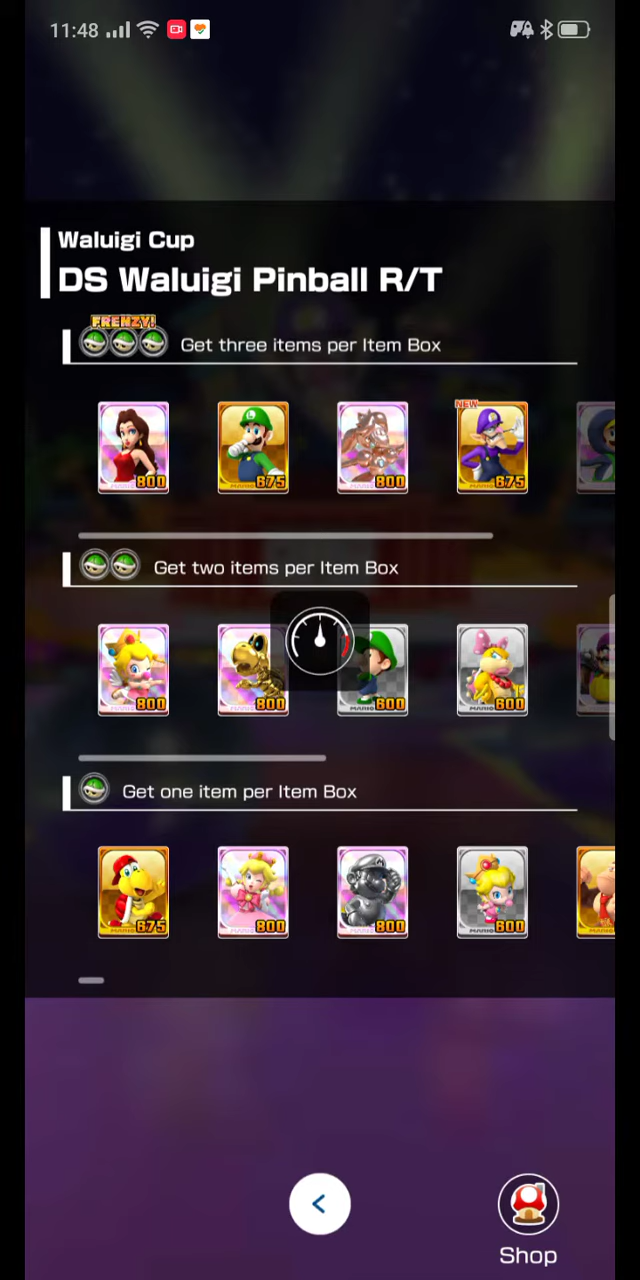 11:48
Waluigi Cup
DS Waluigi Pinball R/T
FRENZY!
Get three items per Item Box
NEW
800 675 800 675
Get two items per Item Box
800 800 600 600
Get one item per Item Box
675 800 800 600
Shop